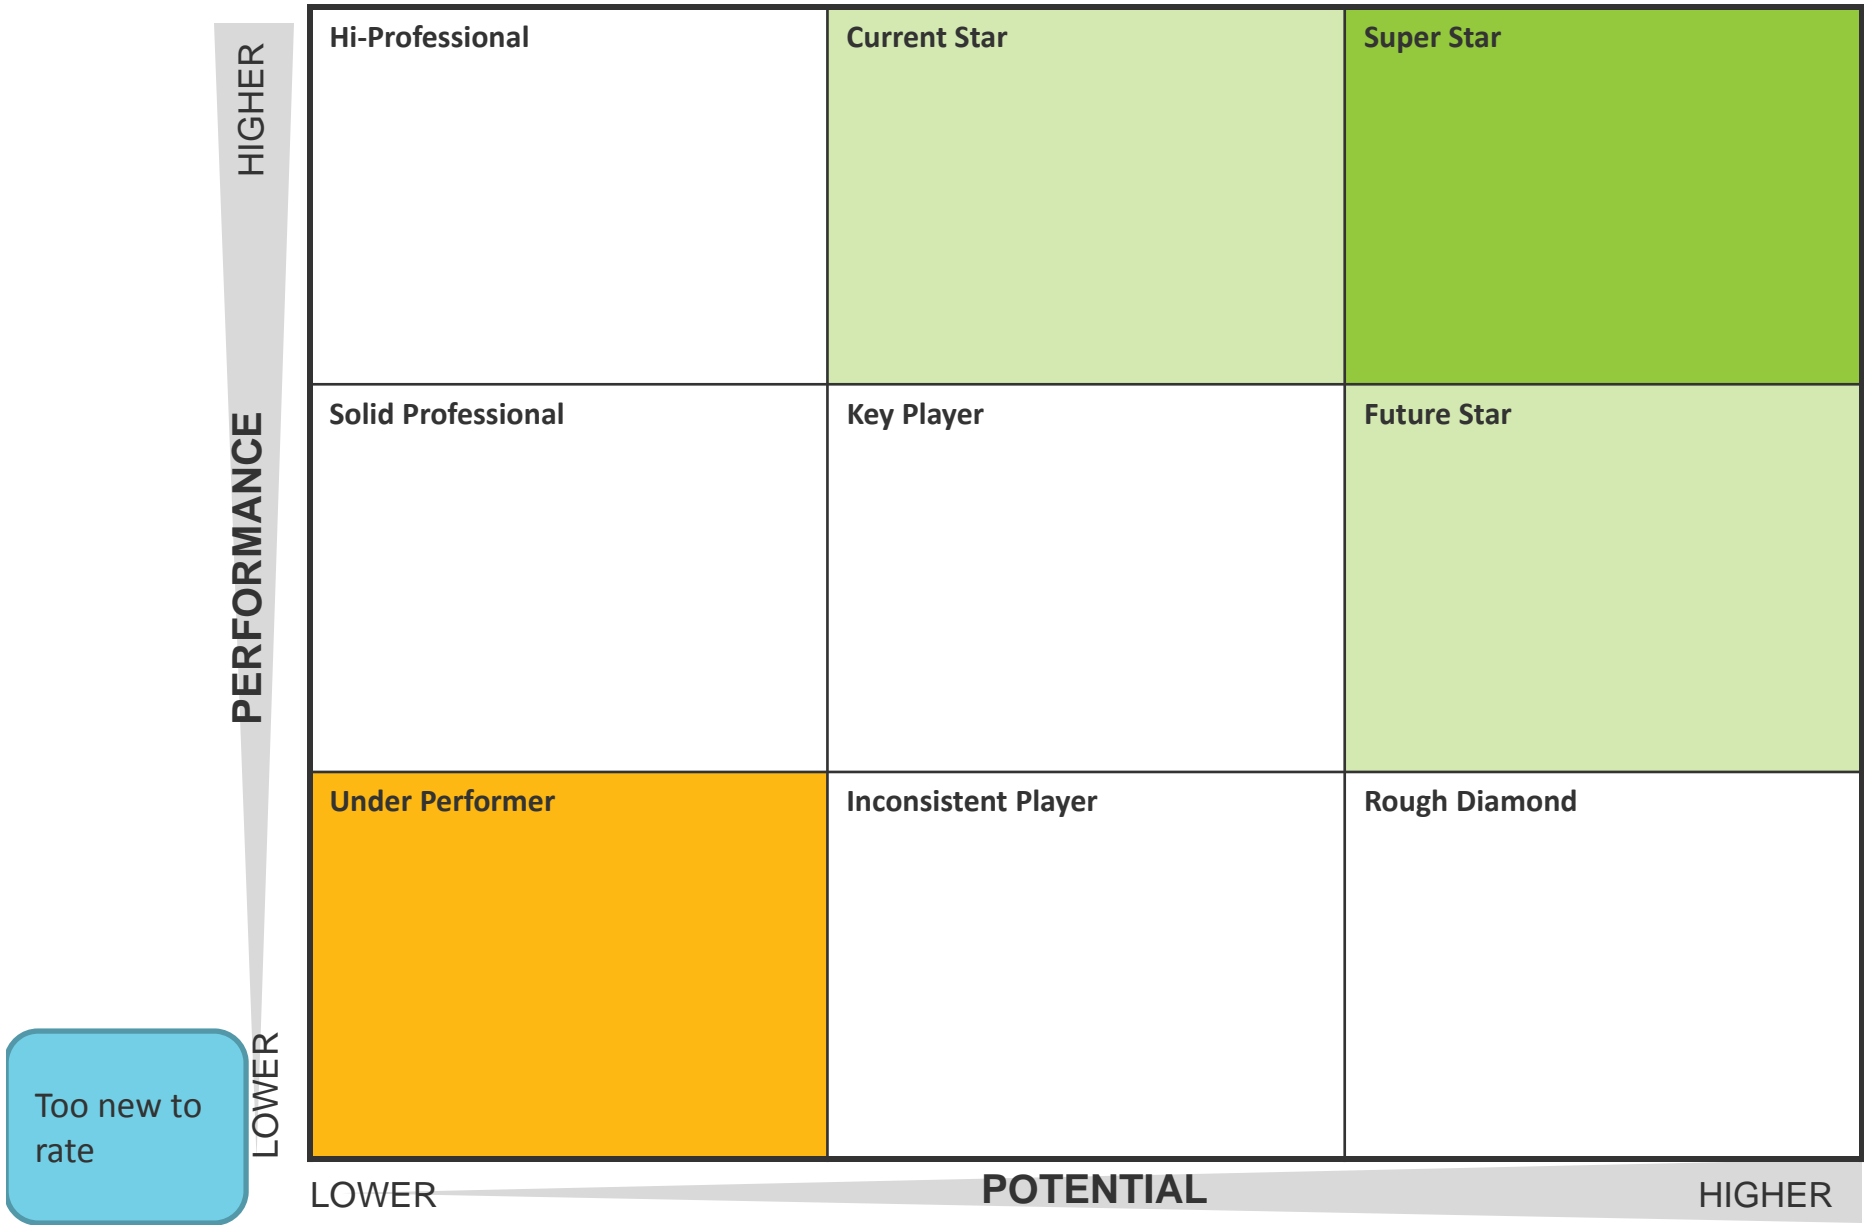 HIGHER
PERFORMANCE
LOWER
Hi-Professional
Current Star
Super Star
Solid Professional
Key Player
Future Star
Under Performer
Inconsistent Player
Rough Diamond
Too new to
rate
LOWER
POTENTIAL
HIGHER